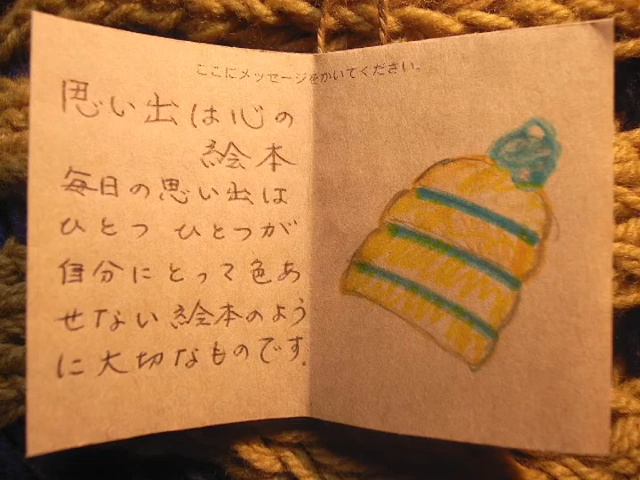 ここにメッセージをかいてください。
思い出は心の
絵本
毎日の思い出は
ひとつ ひとつが
自分にとって色あ
せない絵本のよう
に大切なものです。